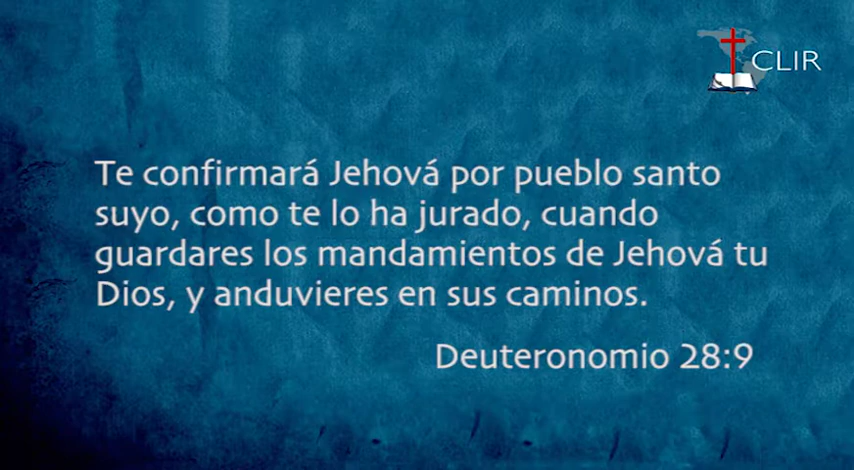 CLIR
Te confirmará Jehová por pueblo santo
suyo, como te lo ha jurado, cuando
guardares los mandamientos de Jehová tu
Dios, y anduvieres en sus caminos.
Deuteronomio 28:9